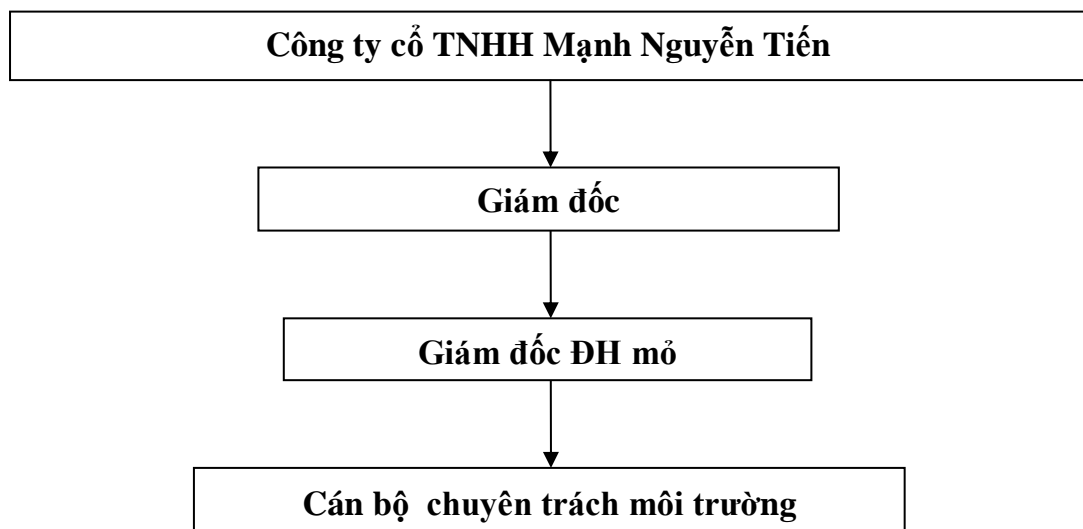 Công ty cổ TNHH Mạnh Nguyễn Tiến
Giám đốc
Giám đốc ĐH mỏ
Cán bộ  chuyên trách môi trường